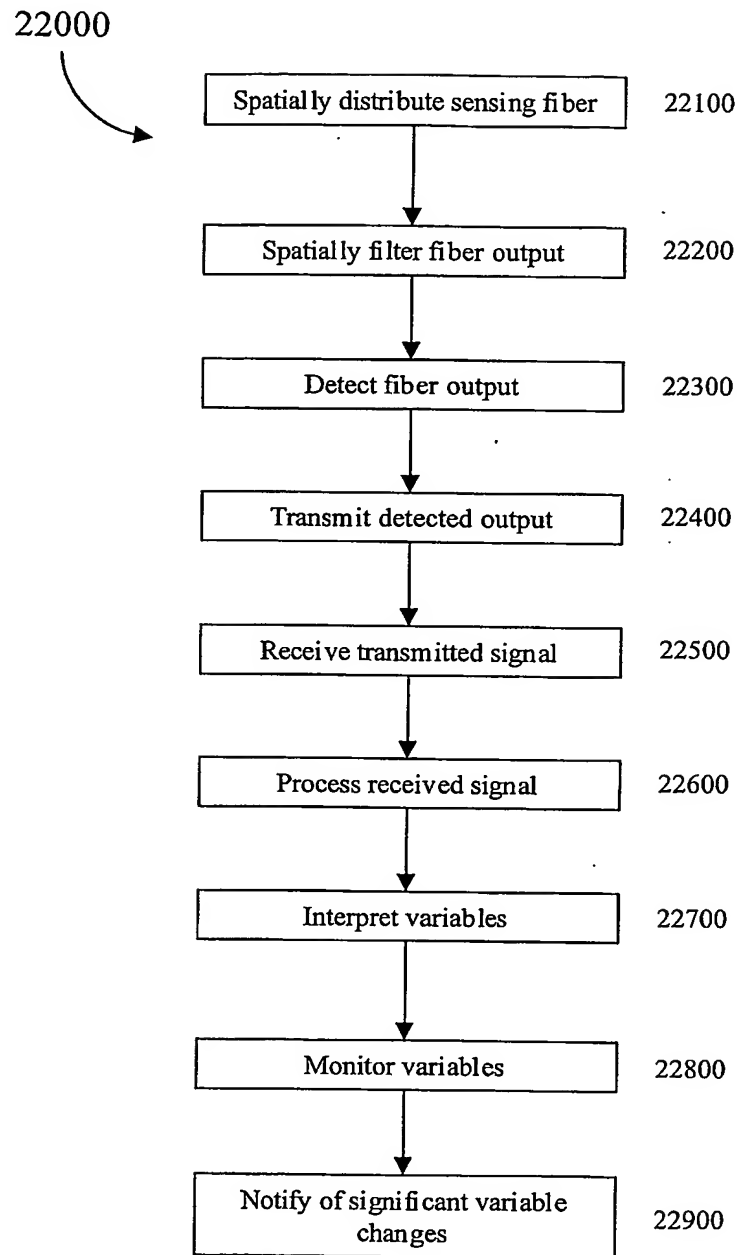 22000
Spatially distribute sensing fiber 22100
Spatially filter fiber output 22200
Detect fiber output 22300
Transmit detected output 22400
Receive transmitted signal 22500
Process received signal 22600
Interpret variables 22700
Monitor variables 22800
Notify of significant variable
changes 22900